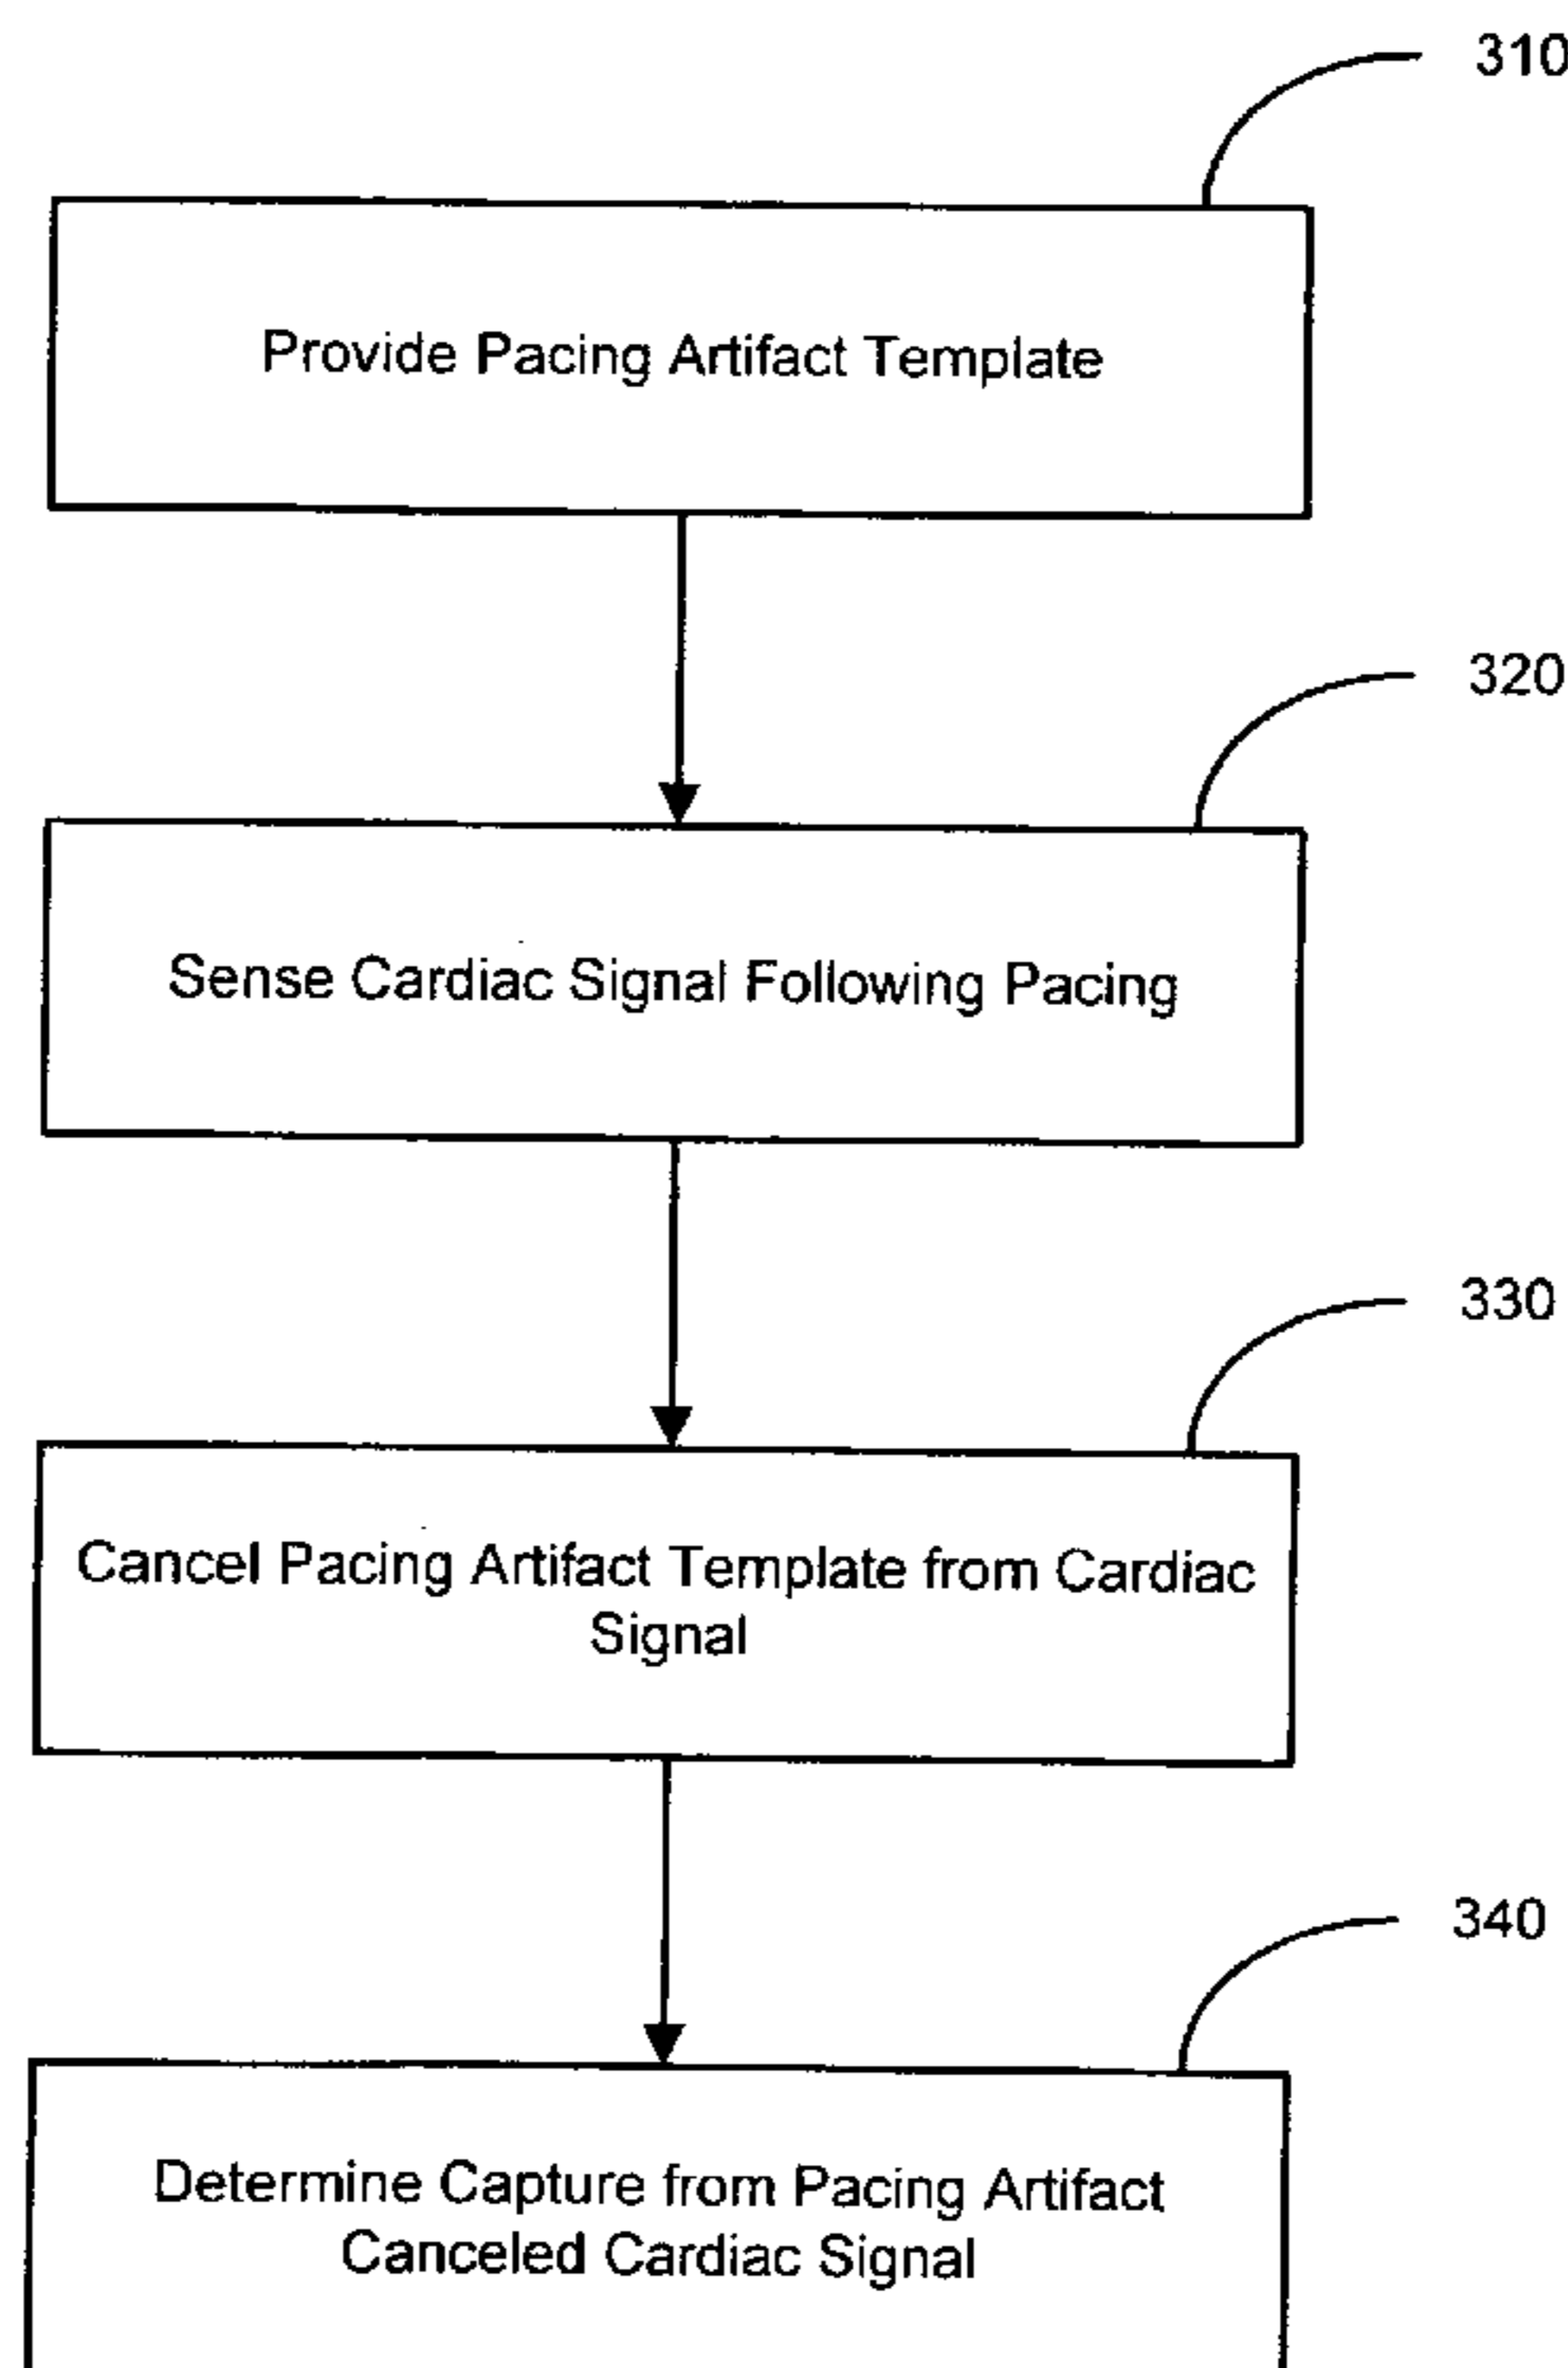 310
Provide Pacing Artifact Template
320
Sense Cardiac Signal Following Pacing
330
Cancel Pacing Artifact Template from Cardiac
Signal
340
Determine Capture from Pacing Artifact
Canceled Cardiac Signal